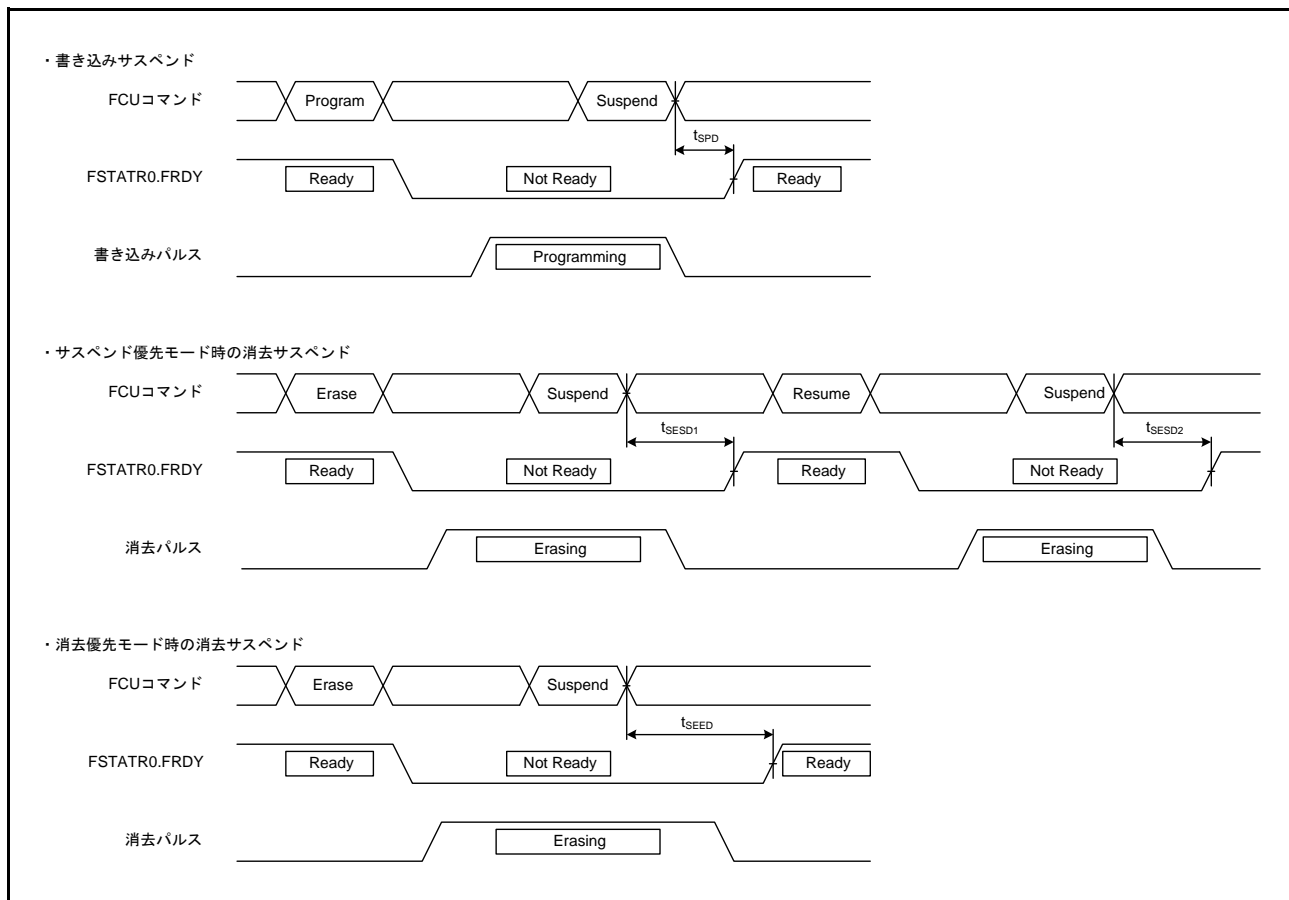 ・書き込みサスペンド
FCUコマンド Program Suspend
tSPD
FSTATR0.FRDY Ready Not Ready Ready
書き込みパルス Programming
・サスペンド優先モード時の消去サスペンド
FCUコマンド Erase Suspend Resume Suspend
tSESD1 tSESD2
FSTATR0.FRDY Ready Not Ready Ready Not Ready
消去パルス Erasing Erasing
・消去優先モード時の消去サスペンド
FCUコマンド Erase Suspend
tSEED
FSTATR0.FRDY Ready Not Ready Ready
消去パルス Erasing